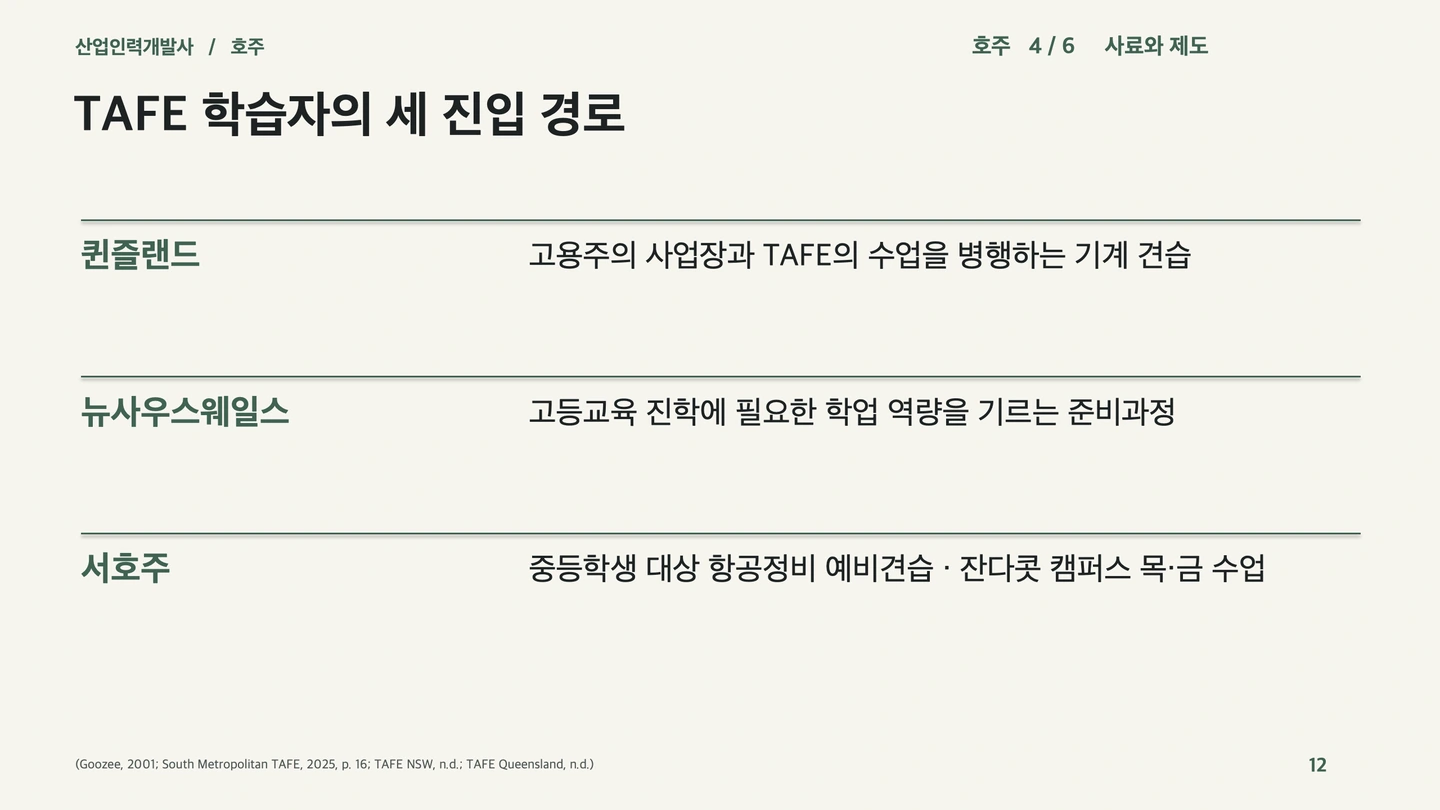 산업인력개발사 / 호주
호주 4 / 6 사료와 제도
TAFE 학습자의 세 진입 경로
퀸즐랜드
고용주의 사업장과 TAFE의 수업을 병행하는 기계 견습
뉴사우스웨일스
고등교육 진학에 필요한 학업 역량을 기르는 준비과정
서호주
중등학생 대상 항공정비 예비견습 · 잔다콧 캠퍼스 목·금 수업
(Goozee, 2001; South Metropolitan TAFE, 2025, p. 16; TAFE NSW, n.d.; TAFE Queensland, n.d.)
12